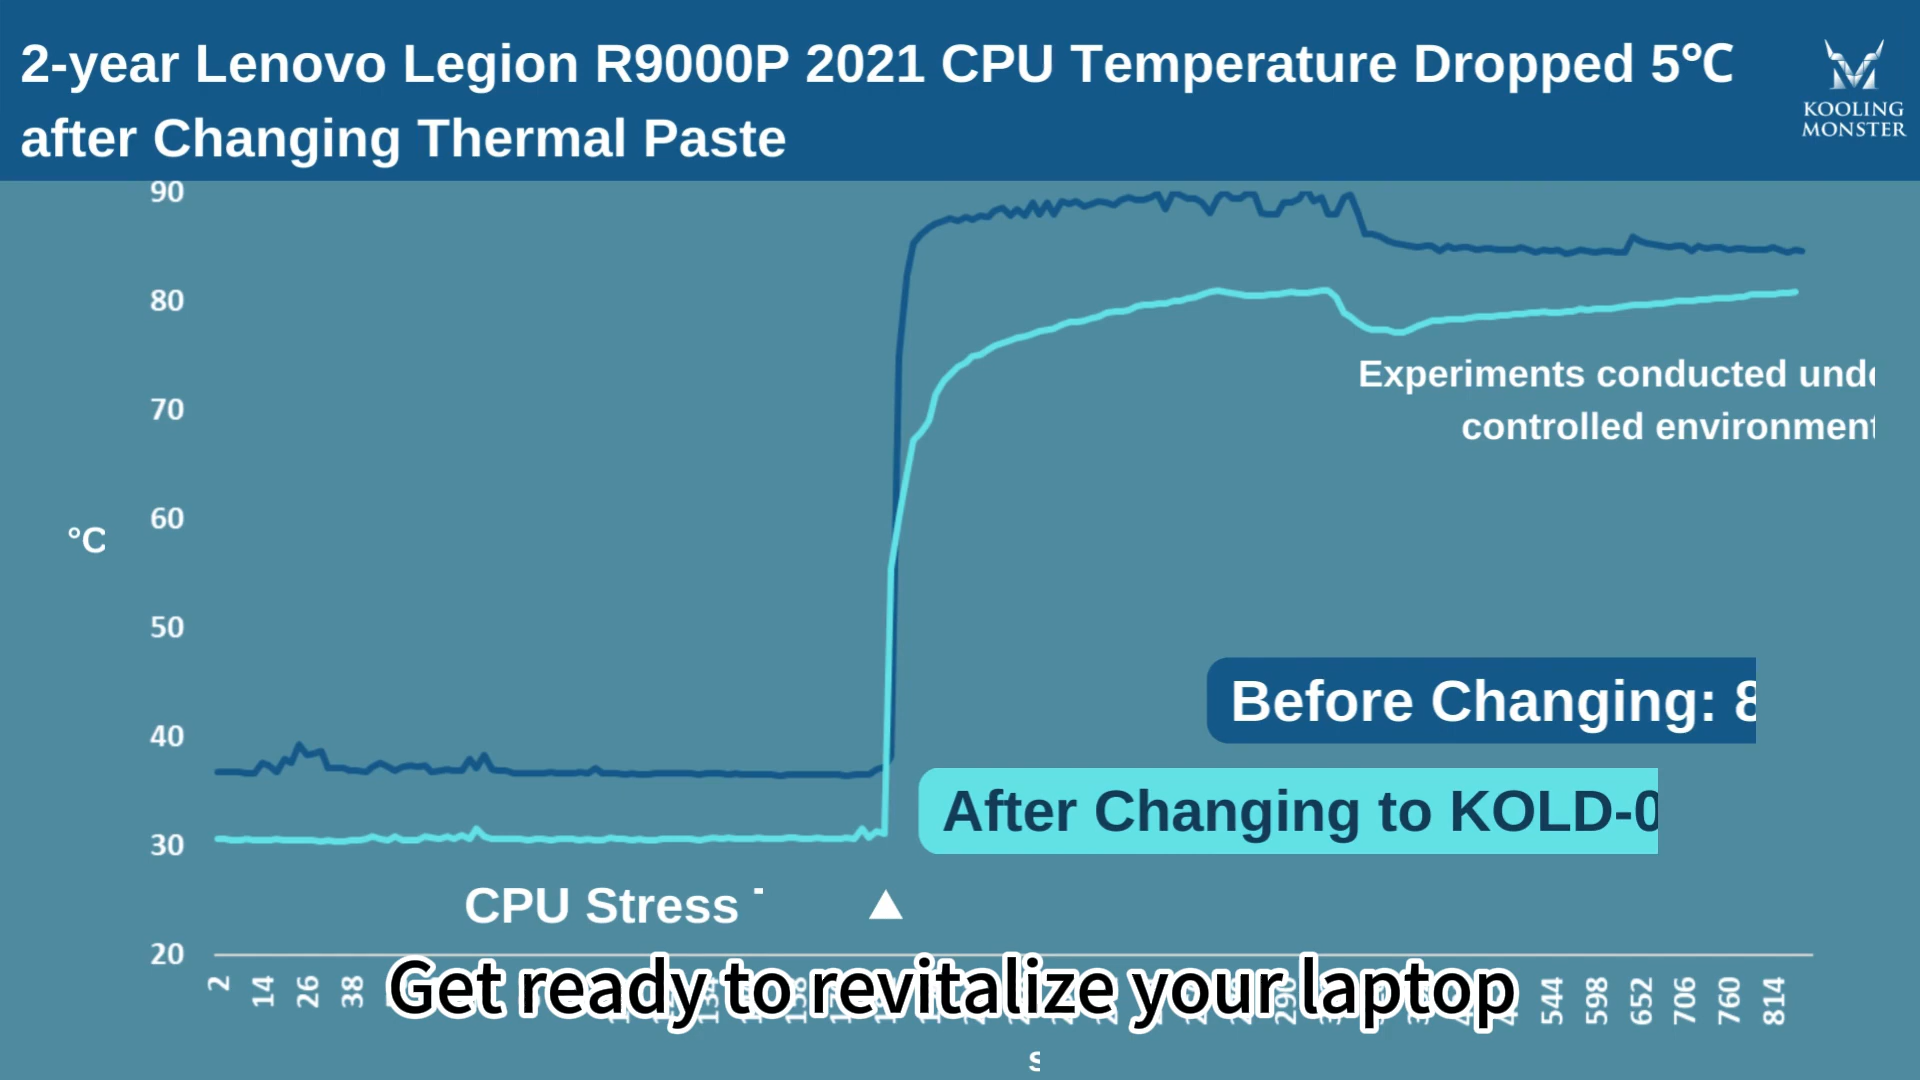 2-year Lenovo Legion R9000P 2021 CPU Temperature Dropped 5℃
after Changing Thermal Paste
KOOLING
MONSTER
90
80
70
60
50
40
30
20
°C
Experiments conducted
controlled environment
Before Changing: 8
After Changing to KOLD-0
CPU Stress
2 14 26 38 544 598 652 706 760 814
Get ready to revitalize your laptop
s